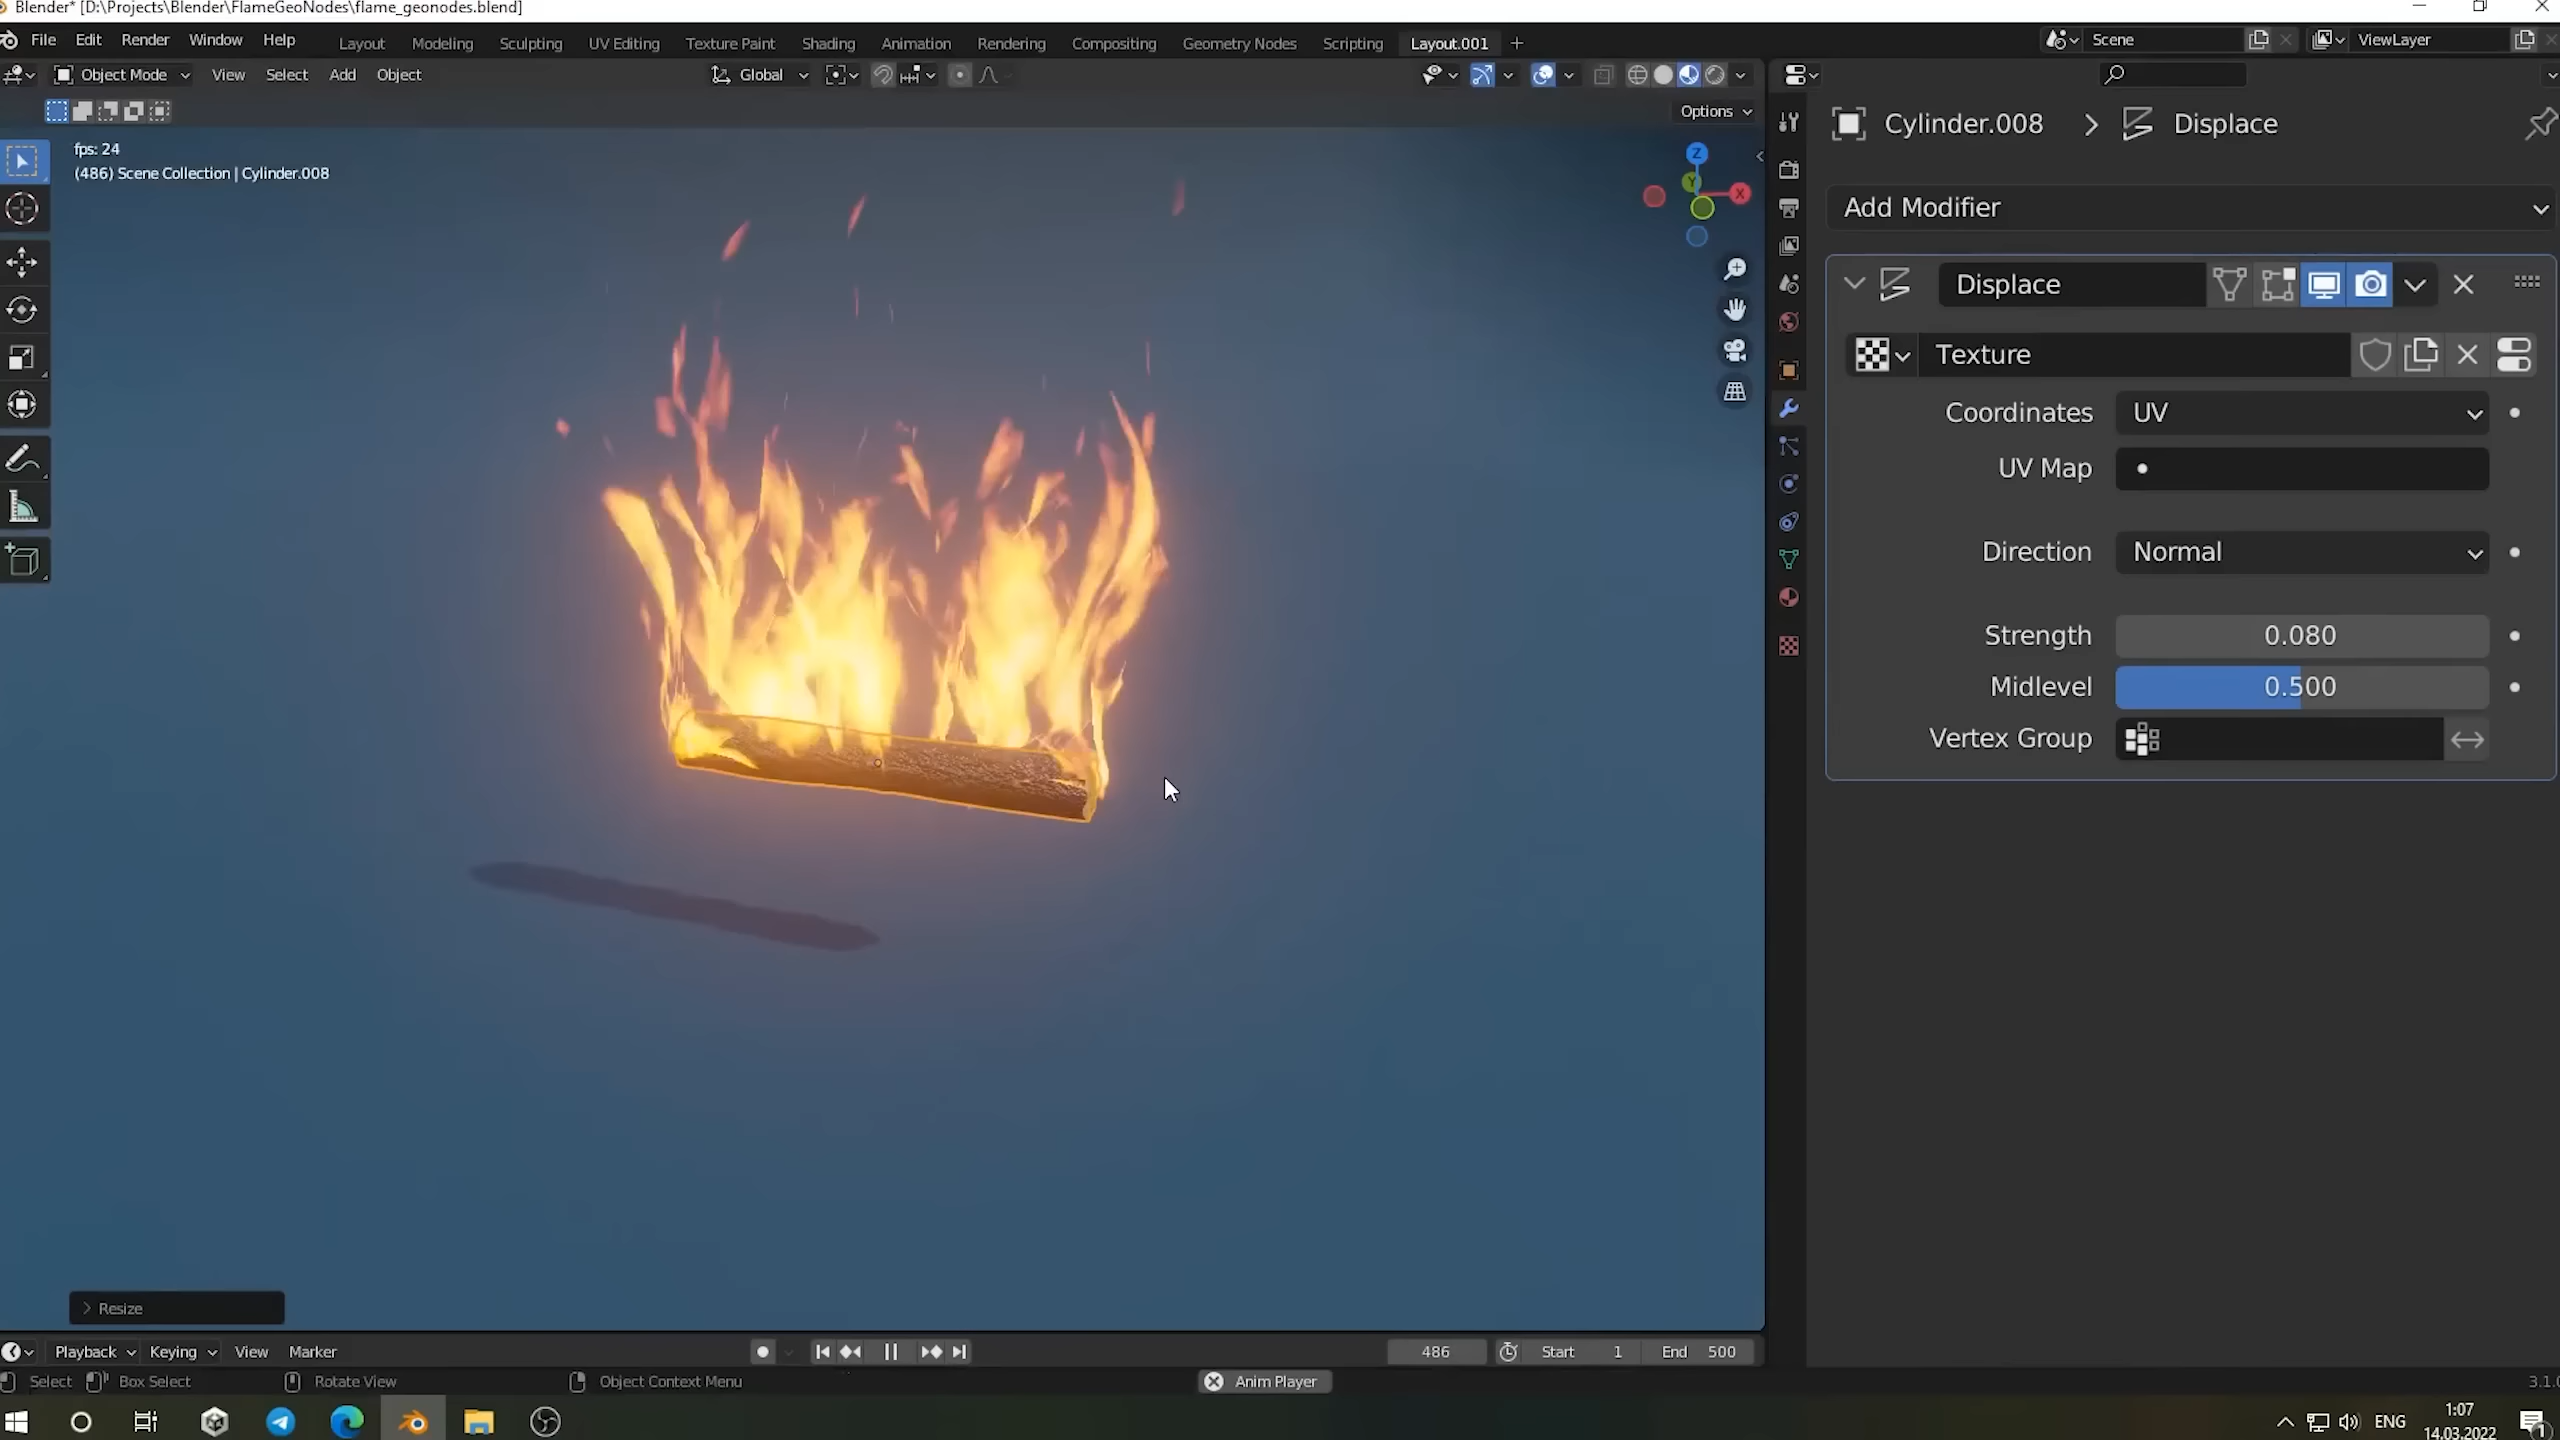 Blender* [D:\Projects\Blender\FlameGeoNodes\flame_geonodes.blend]
File Edit Render Window Help Layout Modeling Sculpting UV Editing Texture Paint Shading Animation Rendering Compositing Geometry Nodes Scripting Layout.001 + Scene ViewLayer
Object Mode View Select Add Object Global
Options
fps: 24
(486) Scene Collection | Cylinder.008
Z
Y
X
Cylinder.008 > Displace
Add Modifier
Displace
Texture
Coordinates UV
UV Map
Direction Normal
Strength 0.080
Midlevel 0.500
Vertex Group
> Resize
Playback Keying View Marker 486 Start 1 End 500
Select Box Select Rotate View Object Context Menu Anim Player
ENG
1:07
14.03.2022
1